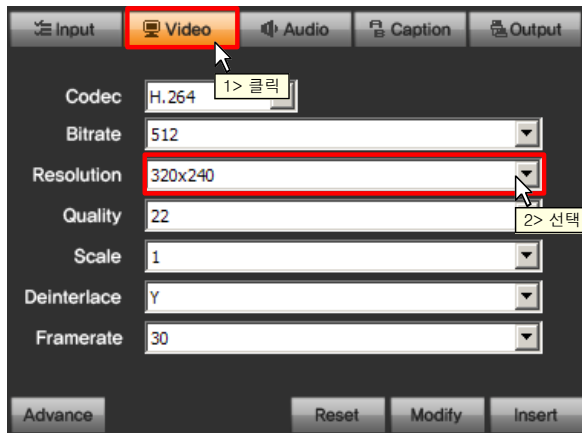 Input Video Audio Caption Output
1> 클릭
Codec H.264
Bitrate 512
Resolution 320x240
2> 선택
Quality 22
Scale 1
Deinterlace Y
Framerate 30
Advance Reset Modify Insert